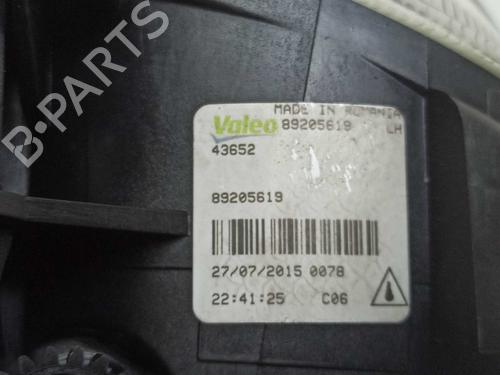 MADE IN ROMANIA
Valeo 89205619 LH
43652
89205619
27/07/2015 0078
22:41:25 C06
B-PARTS